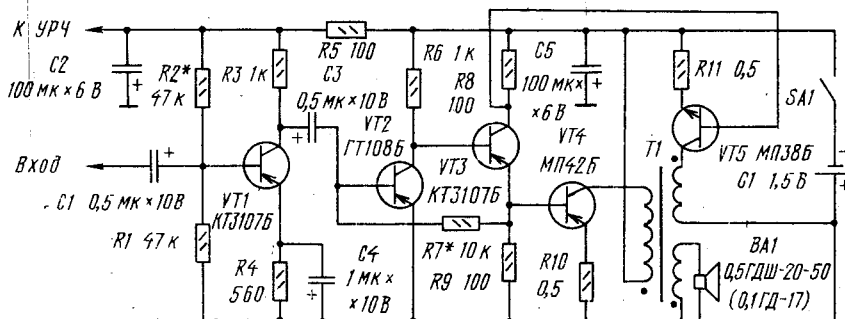 К УРЧ
C2
100 мк × 6 В
R2*
47 к
R3 1к
R5 100
C3
0,5 мк × 10 В
R6 1 к
R8
100
C5
100 мк ×
× 6 В
R11 0,5
SA1
VT2
ГТ108Б
VT4
МП42Б
T1
VT5 МП38Б
G1 1,5 В
Вход
C1 0,5 мк × 10 В
VT1
КТ3107Б
VT3
КТ3107Б
R1 47 к
R4
560
C4
1 мк ×
× 10 В
R7* 10 к
R9 100
R10
0,5
BA1
0,5ГДШ-20-50
(0,1ГД-17)